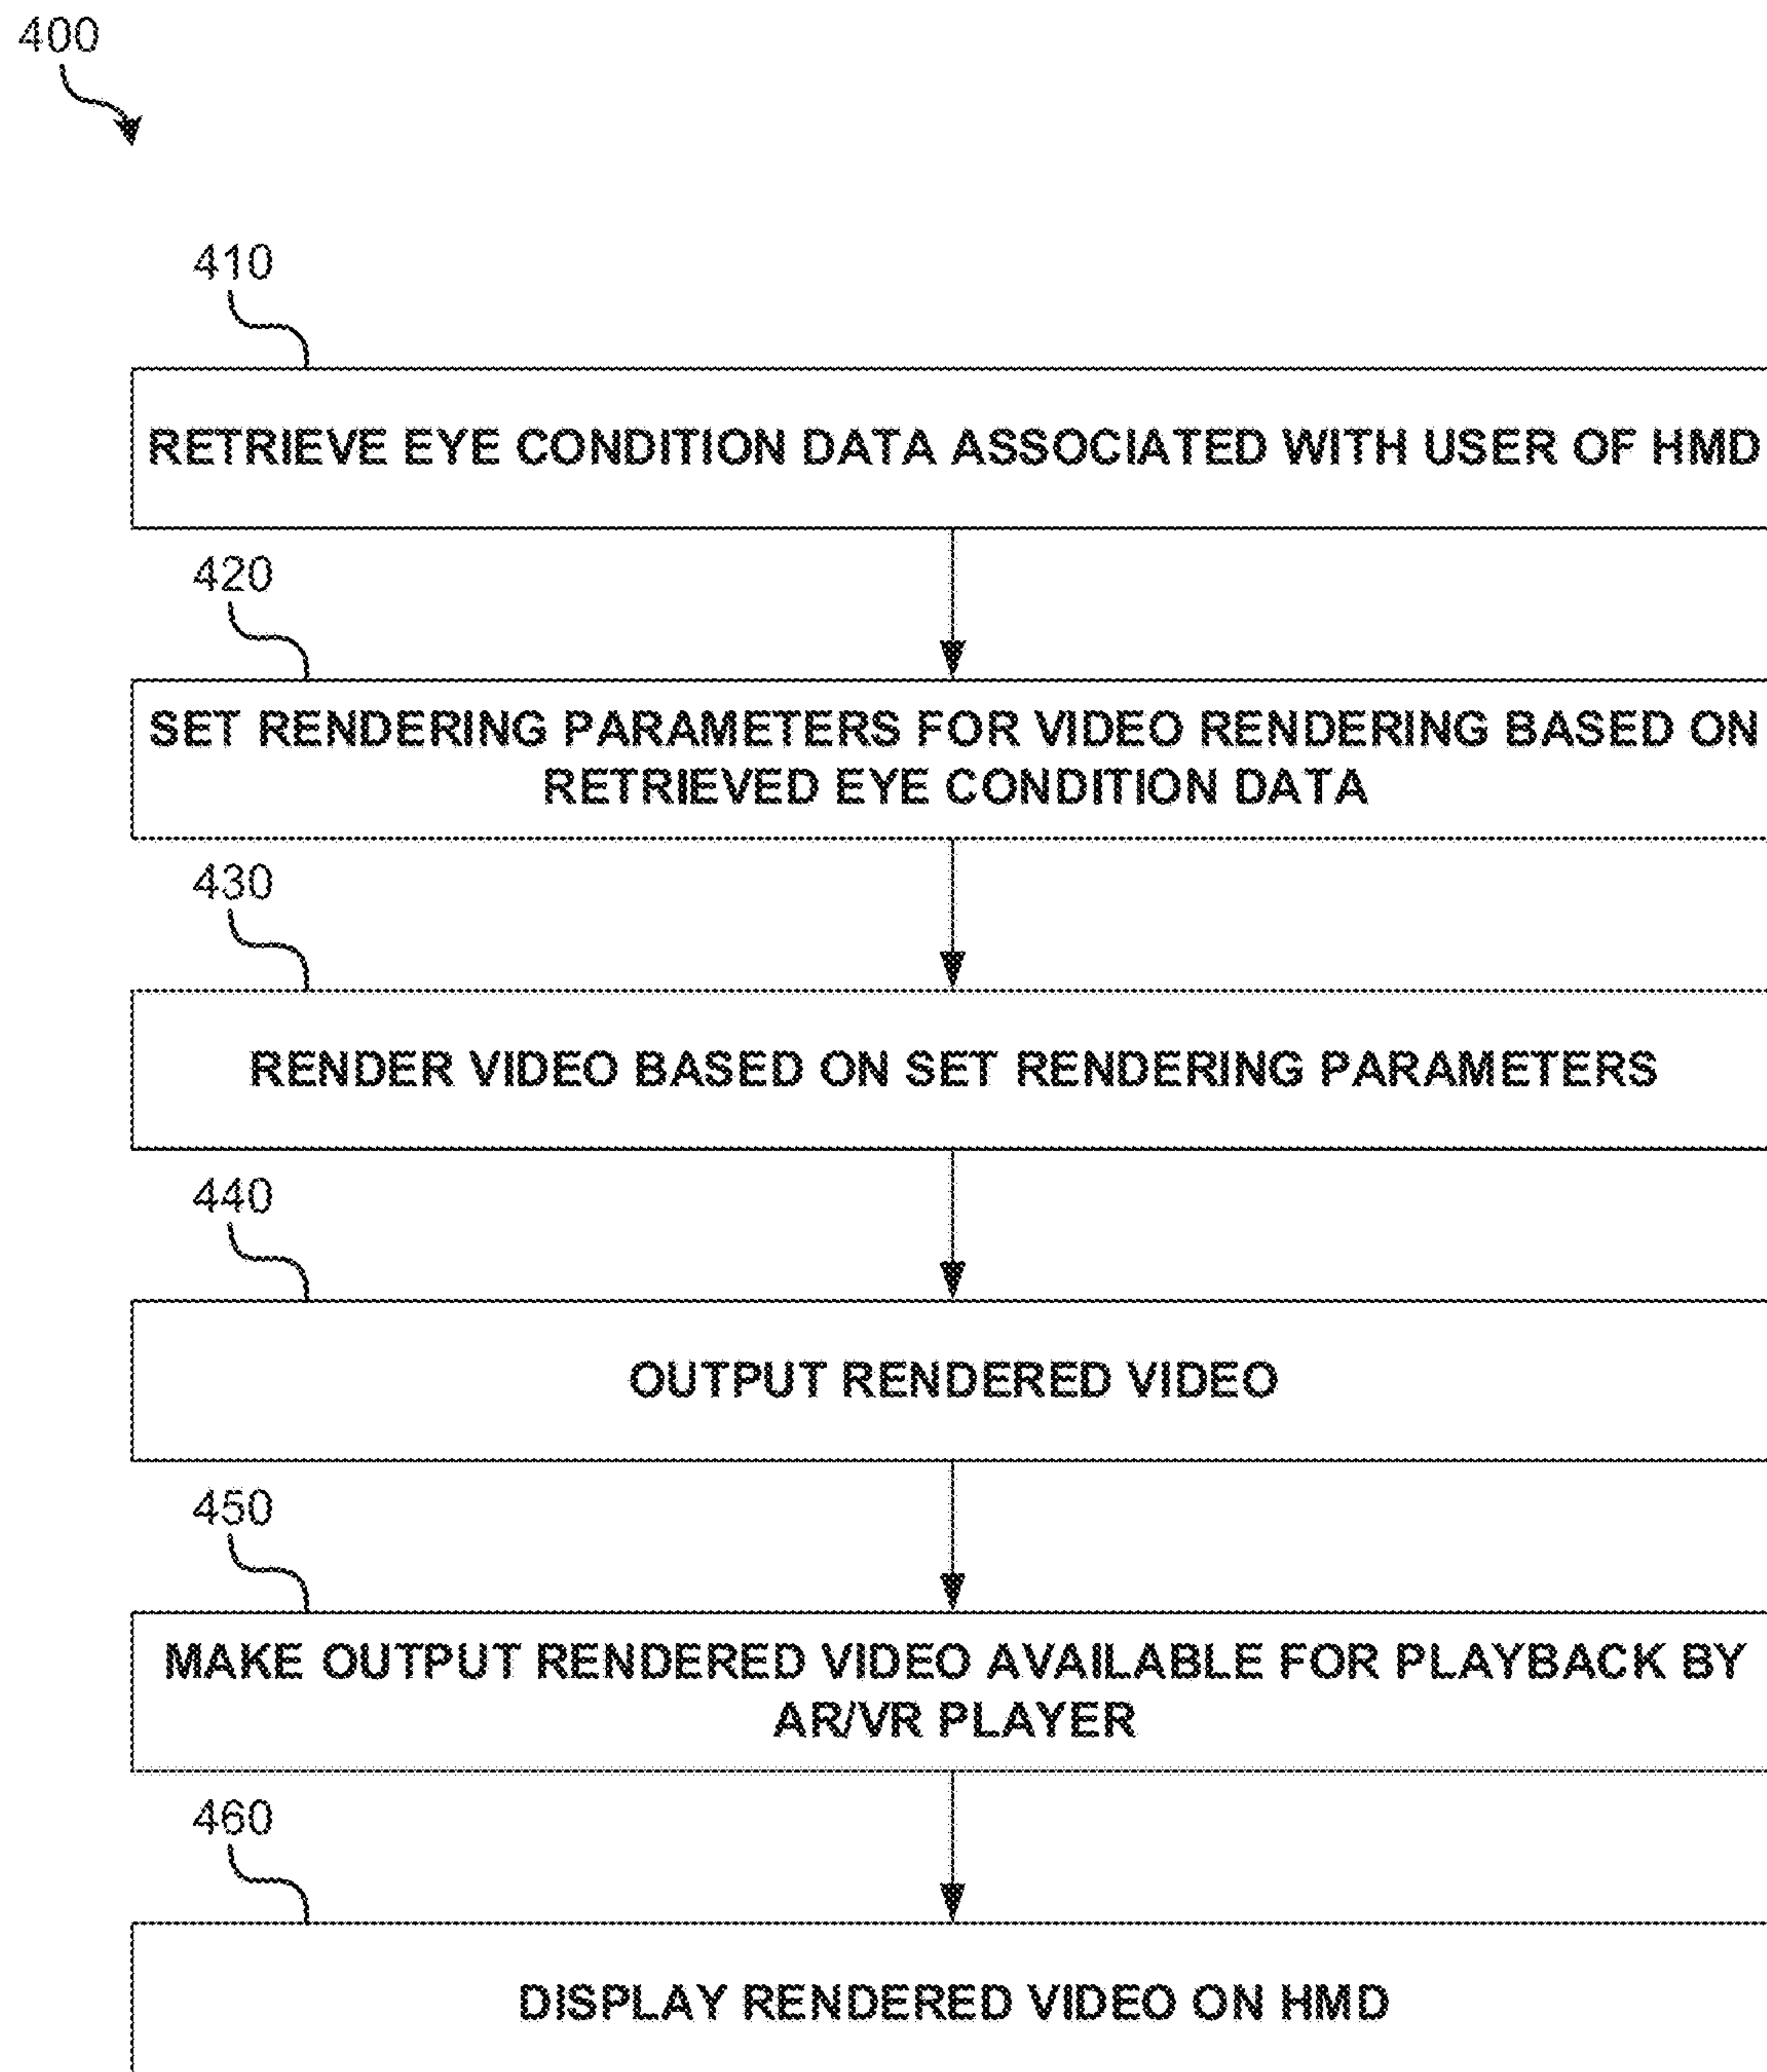 400
410
RETRIEVE EYE CONDITION DATA ASSOCIATED WITH USER OF HMD
420
SET RENDERING PARAMETERS FOR VIDEO RENDERING BASED ON
RETRIEVED EYE CONDITION DATA
430
RENDER VIDEO BASED ON SET RENDERING PARAMETERS
440
OUTPUT RENDERED VIDEO
450
MAKE OUTPUT RENDERED VIDEO AVAILABLE FOR PLAYBACK BY
AR/VR PLAYER
460
DISPLAY RENDERED VIDEO ON HMD